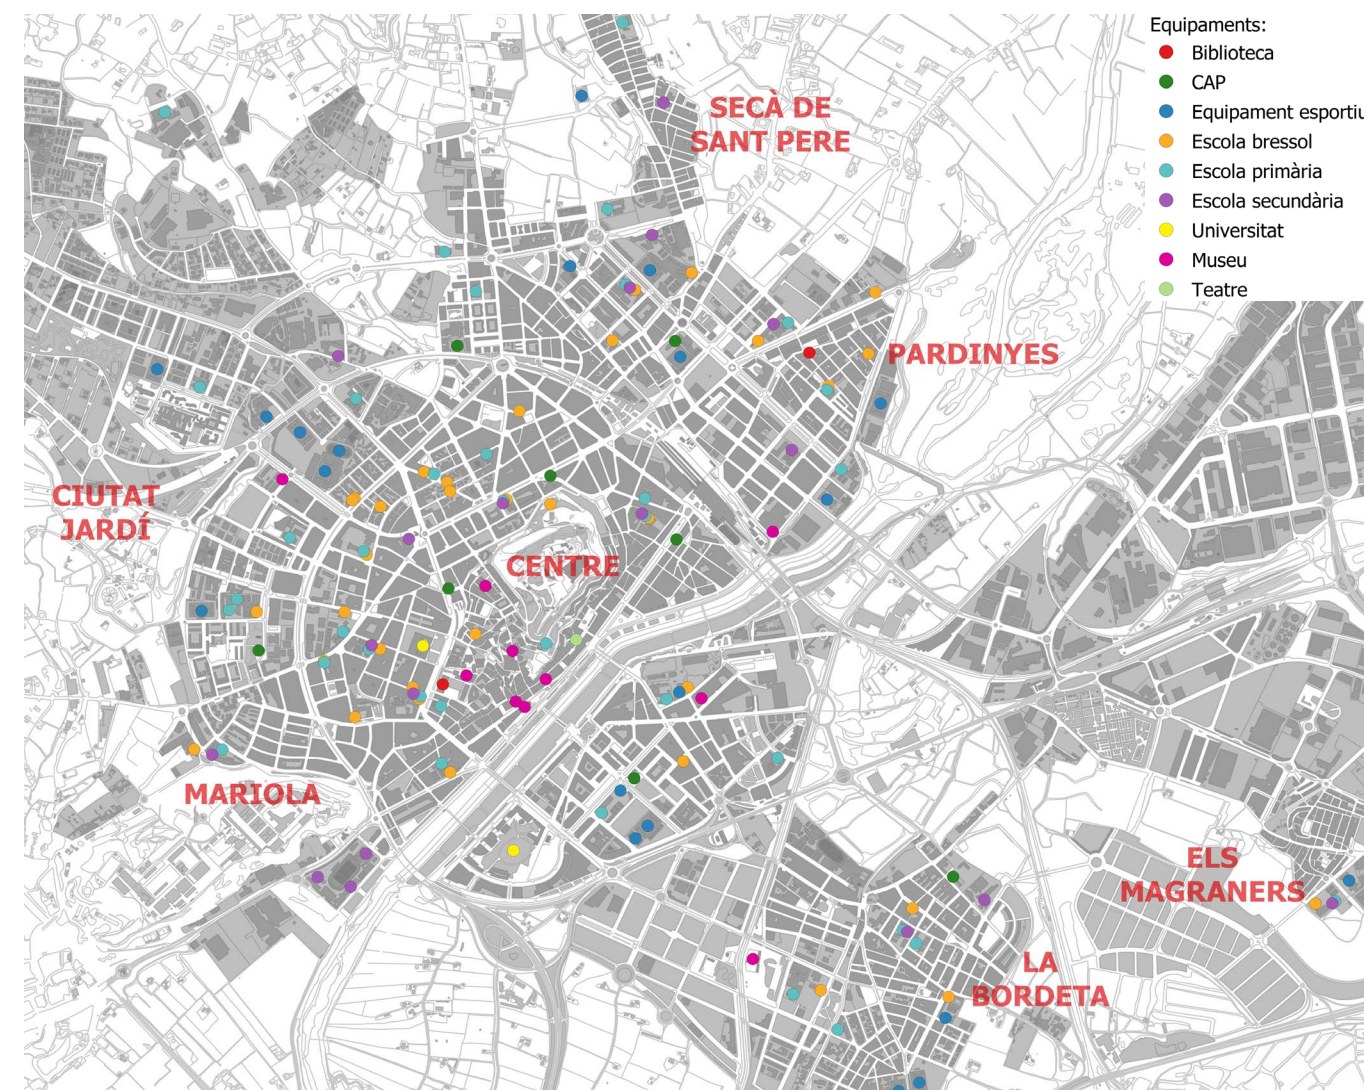 Equipaments:
Biblioteca
CAP
Equipament esportiu
Escola bressol
Escola primària
Escola secundària
Universitat
Museu
Teatre
SECÀ DE
SANT PERE
PARDINYES
CIUTAT
JARDÍ
CENTRE
MARIOLA
ELS
MAGRANERS
LA
BORDETA